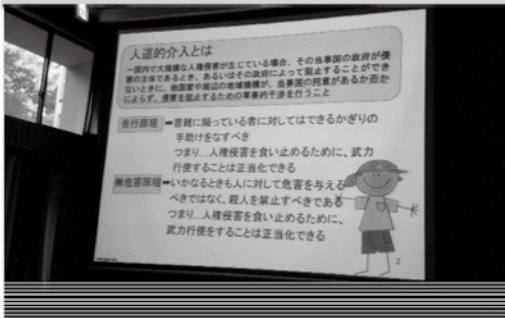 人道的介入とは
一国内で大規模な人権侵害が生じている場合、その当事国の政府が侵
害の主体であるとき、あるいはその政府によって阻止することができ
ないときに、他国家や周辺の地域機構が、当事国の同意があるか否か
によらず、侵害を阻止するための軍事的干渉を行うこと
善行原理➡苦難に陥っている者に対してはできるかぎりの
手助けをなすべき
つまり…人権侵害を食い止めるために、武力
行使することは正当化できる
無危害原理➡いかなるときも人に対して危害を与える
べきではなく、殺人を禁止すべきである
つまり…人権侵害を食い止めるために、
武力行使をすることは正当化できる
2